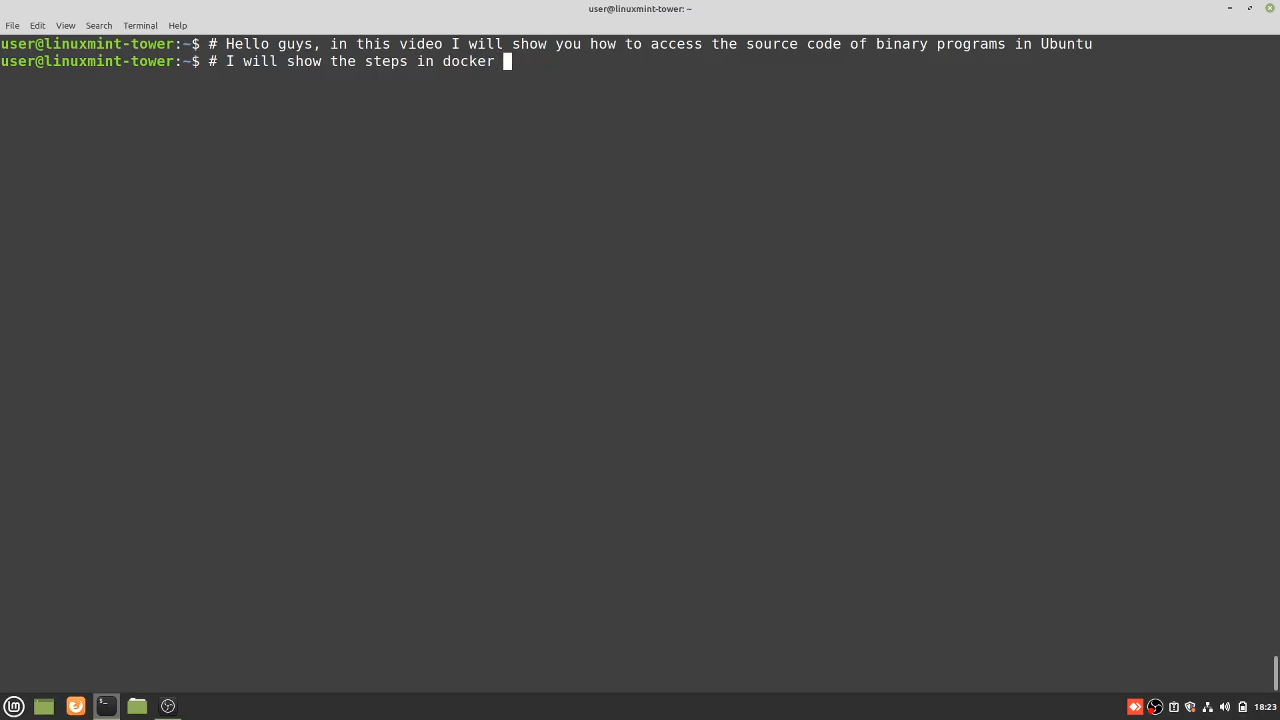 user@linuxmint-tower: ~
File Edit View Search Terminal Help
user@linuxmint-tower:~$ # Hello guys, in this video I will show you how to access the source code of binary programs in Ubuntu
user@linuxmint-tower:~$ # I will show the steps in docker
18:23